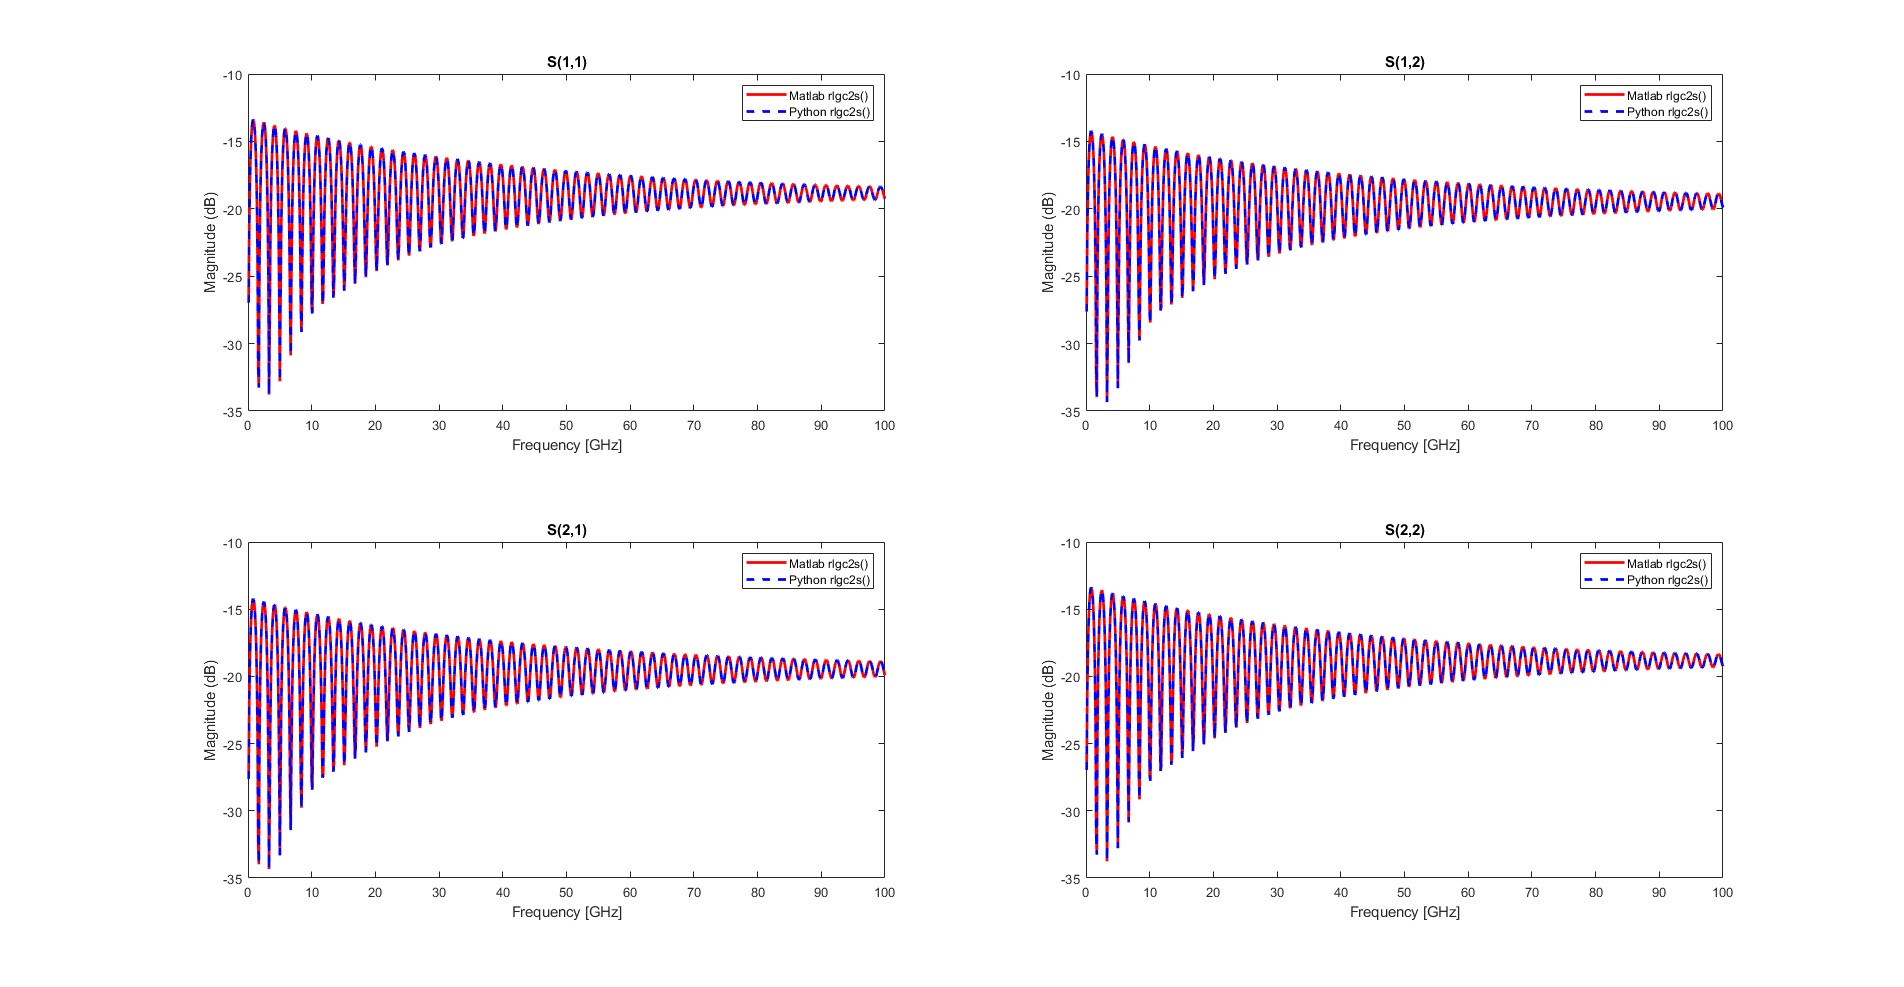 S(1,1)
Magnitude (dB)
-10
-15
-20
-25
-30
-35
0 10 20 30 40 50 60 70 80 90 100
Frequency [GHz]
Matlab rlgc2s()
Python rlgc2s()
S(1,2)
Magnitude (dB)
-10
-15
-20
-25
-30
-35
0 10 20 30 40 50 60 70 80 90 100
Frequency [GHz]
Matlab rlgc2s()
Python rlgc2s()
S(2,1)
Magnitude (dB)
-10
-15
-20
-25
-30
-35
0 10 20 30 40 50 60 70 80 90 100
Frequency [GHz]
Matlab rlgc2s()
Python rlgc2s()
S(2,2)
Magnitude (dB)
-10
-15
-20
-25
-30
-35
0 10 20 30 40 50 60 70 80 90 100
Frequency [GHz]
Matlab rlgc2s()
Python rlgc2s()